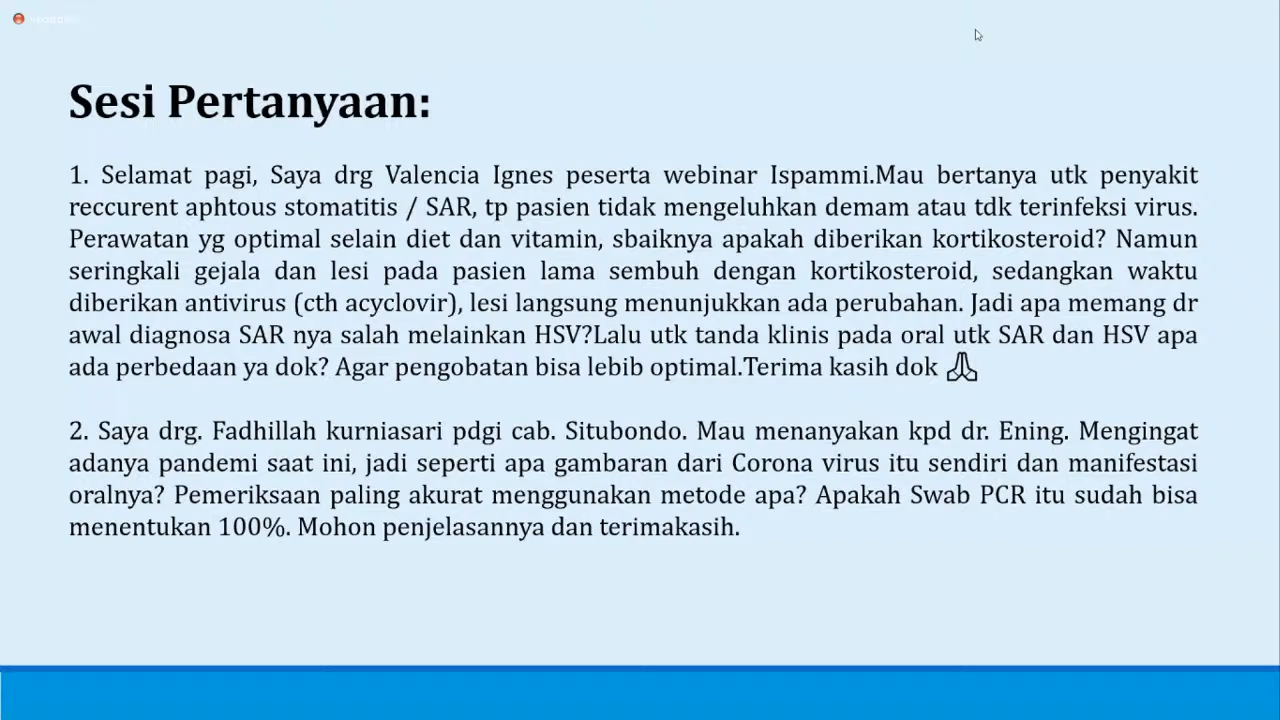 Sesi Pertanyaan:
1. Selamat pagi, Saya drg Valencia Ignes peserta webinar Ispammi.Mau bertanya utk penyakit
reccurent aphtous stomatitis / SAR, tp pasien tidak mengeluhkan demam atau tdk terinfeksi virus.
Perawatan yg optimal selain diet dan vitamin, sbaiknya apakah diberikan kortikosteroid? Namun
seringkali gejala dan lesi pada pasien lama sembuh dengan kortikosteroid, sedangkan waktu
diberikan antivirus (cth acyclovir), lesi langsung menunjukkan ada perubahan. Jadi apa memang dr
awal diagnosa SAR nya salah melainkan HSV?Lalu utk tanda klinis pada oral utk SAR dan HSV apa
ada perbedaan ya dok? Agar pengobatan bisa lebib optimal.Terima kasih dok 🙏
2. Saya drg. Fadhillah kurniasari pdgi cab. Situbondo. Mau menanyakan kpd dr. Ening. Mengingat
adanya pandemi saat ini, jadi seperti apa gambaran dari Corona virus itu sendiri dan manifestasi
oralnya? Pemeriksaan paling akurat menggunakan metode apa? Apakah Swab PCR itu sudah bisa
menentukan 100%. Mohon penjelasannya dan terimakasih.